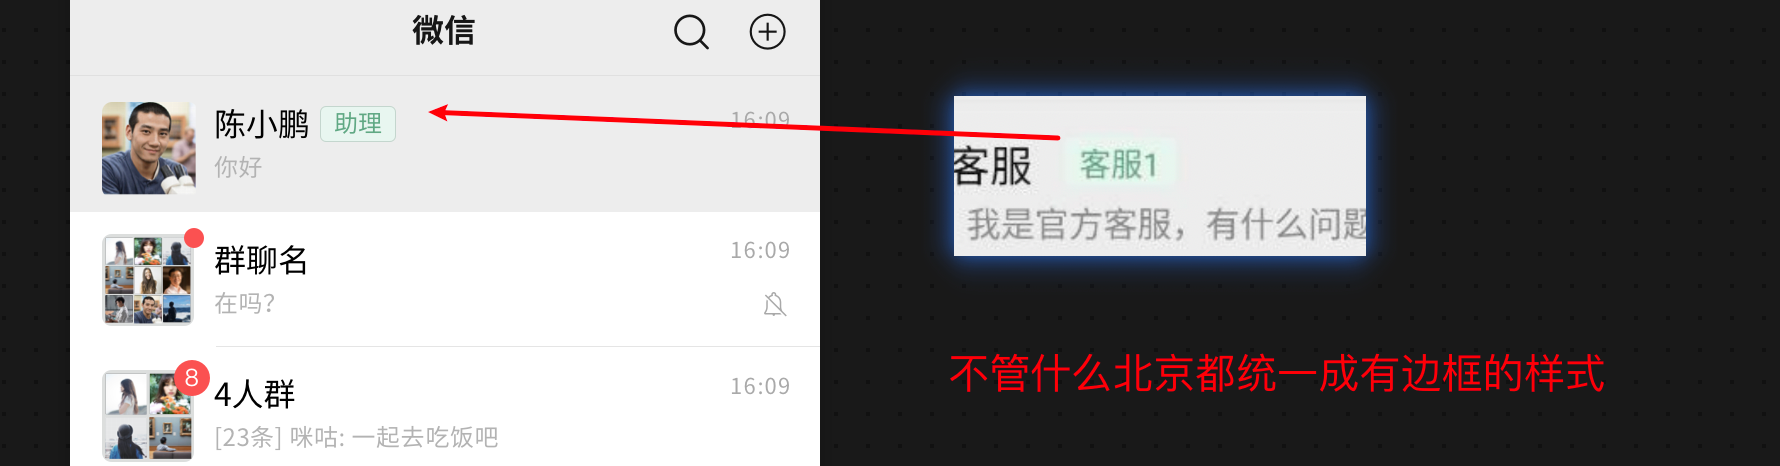 微信
陈小鹏 助理 16:09
你好
群聊名 16:09
在吗?
8
4人群 16:09
[23条] 咪咕: 一起去吃饭吧
客服 客服1
我是官方客服，有什么问题
不管什么北京都统一成有边框的样式